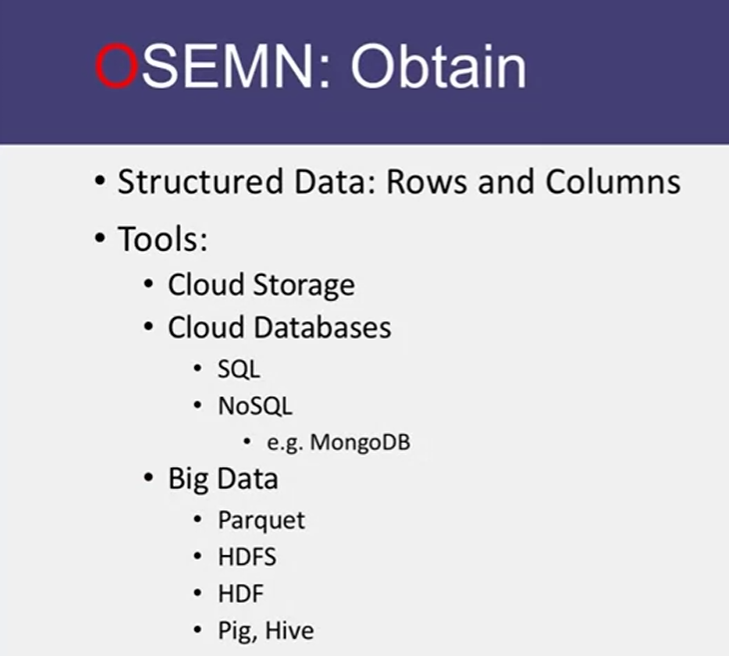 OSEMN: Obtain
• Structured Data: Rows and Columns
• Tools:
• Cloud Storage
• Cloud Databases
• SQL
• NoSQL
• e.g. MongoDB
• Big Data
• Parquet
• HDFS
• HDF
• Pig, Hive